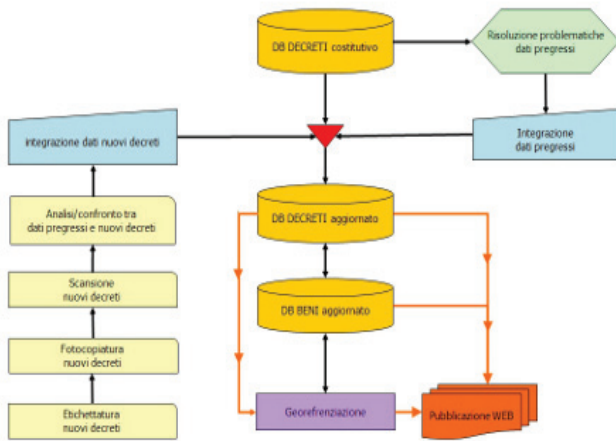 DB DECRETI costitutivo
Risoluzione problematiche
dati pregressi
integrazione dati nuovi decreti
Integrazione
dati pregressi
Analisi/confronto tra
dati pregressi e nuovi decreti
DB DECRETI aggiornato
Scansione
nuovi decreti
DB BENI aggiornato
Fotocopiatura
nuovi decreti
Etichettatura
nuovi decreti
Georefrenziazione
Pubblicazione WEB